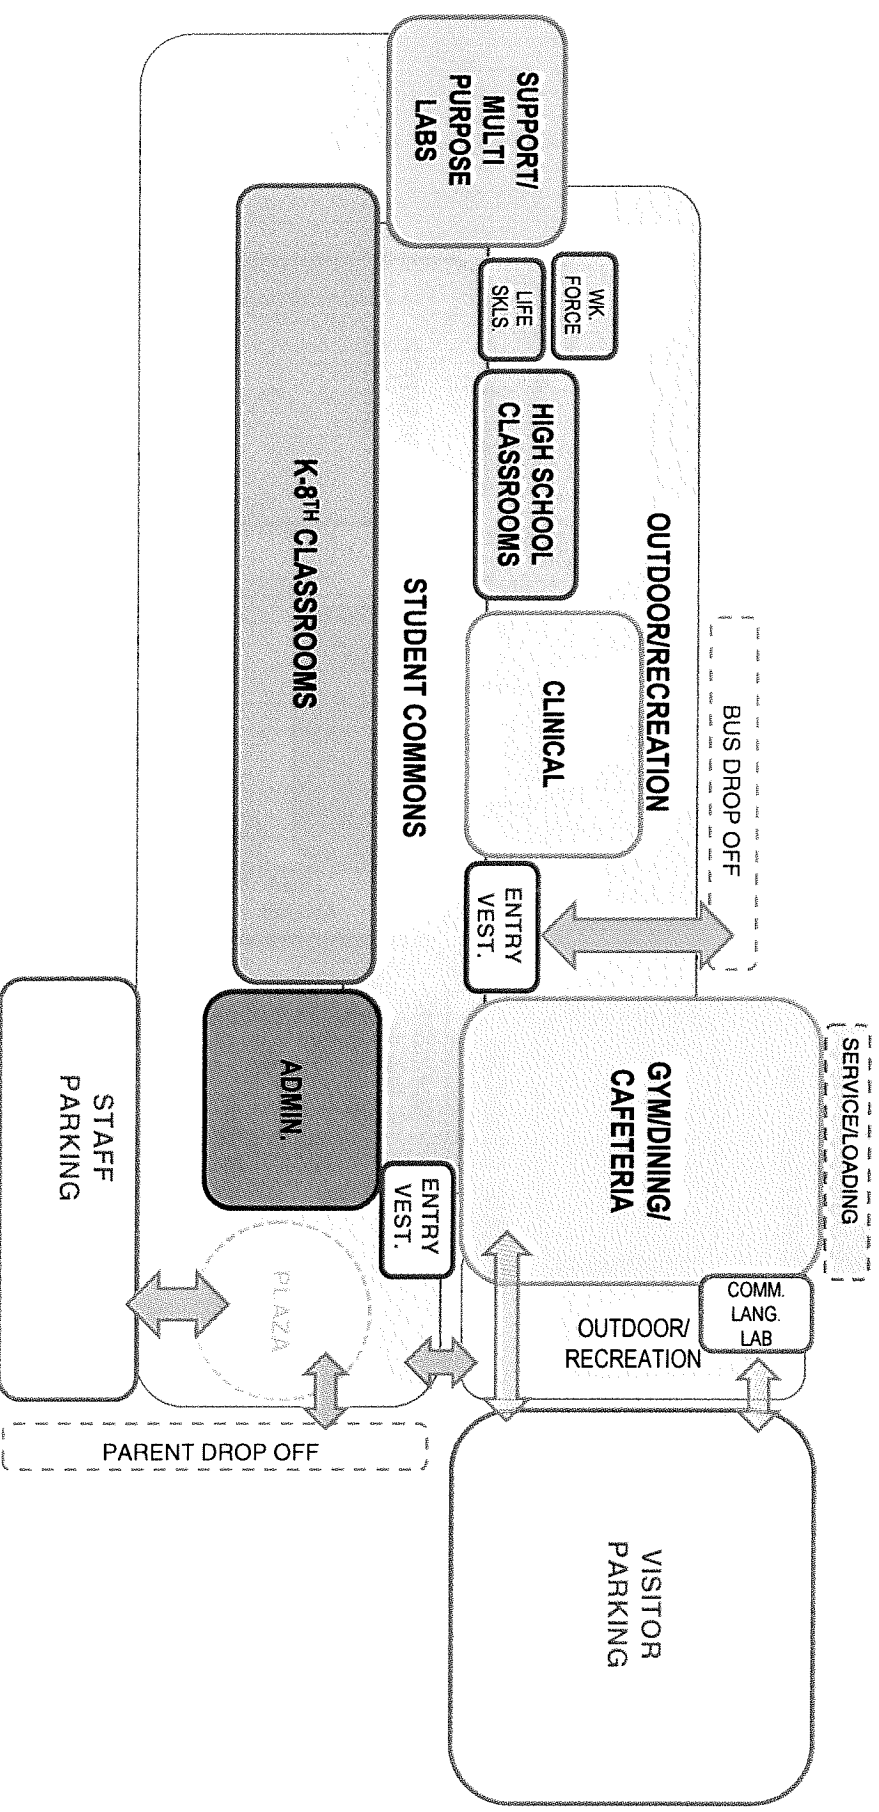 SUPPORT/
MULTI
PURPOSE
LABS
WK.
FORCE
LIFE
SKLS.
HIGH SCHOOL
CLASSROOMS
OUTDOOR/RECREATION
BUS DROP OFF
CLINICAL
STUDENT COMMONS
K-8TH CLASSROOMS
ENTRY
VEST.
SERVICE/LOADING
GYM/DINING/
CAFETERIA
ADMIN.
ENTRY
VEST.
STAFF
PARKING
PLAZA
COMM.
LANG.
LAB
OUTDOOR/
RECREATION
PARENT DROP OFF
VISITOR
PARKING